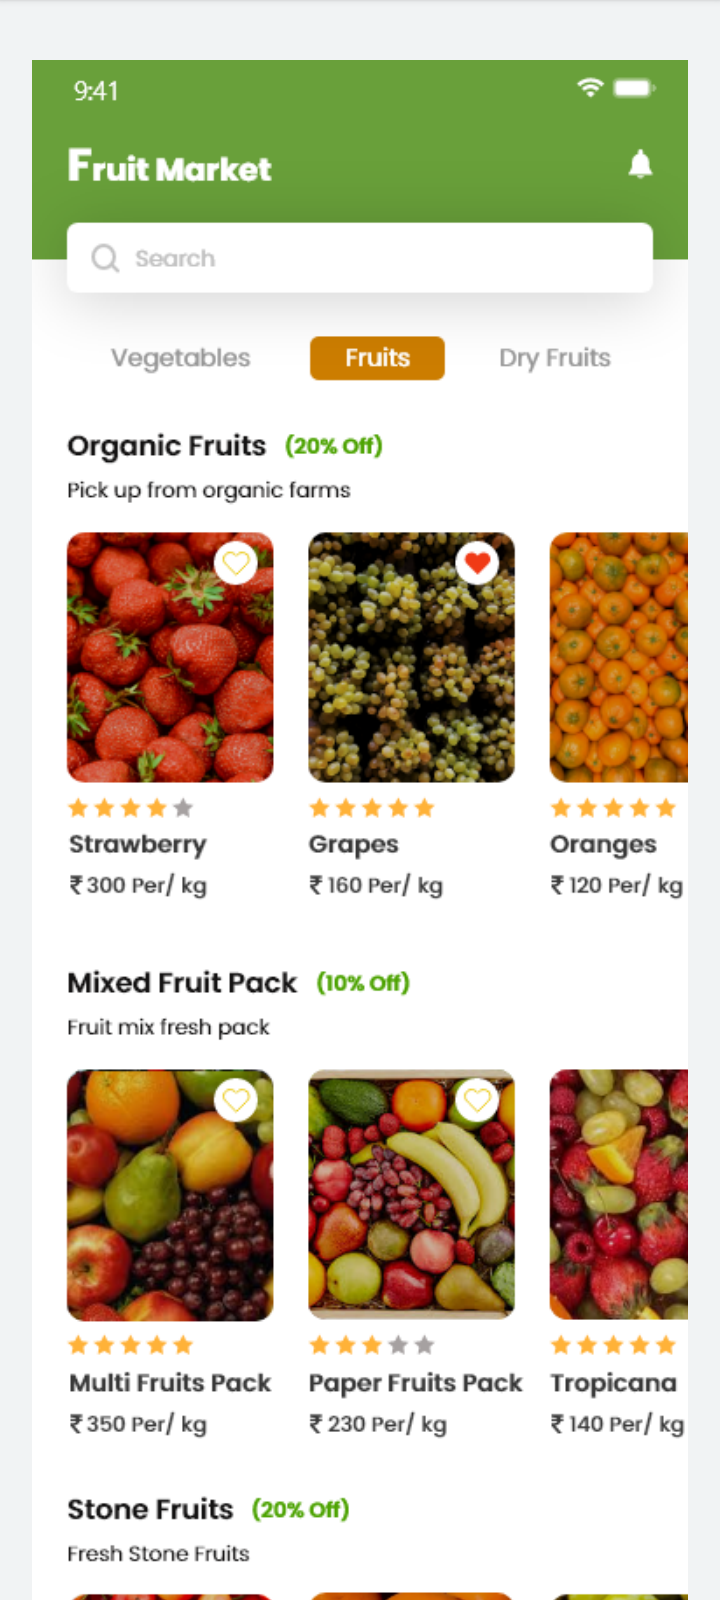 9:41
Fruit Market
Search
Vegetables Fruits Dry Fruits
Organic Fruits (20% Off)
Pick up from organic farms
Strawberry Grapes Oranges
₹ 300 Per/ kg ₹ 160 Per/ kg ₹ 120 Per/ kg
Mixed Fruit Pack (10% Off)
Fruit mix fresh pack
Multi Fruits Pack Paper Fruits Pack Tropicana
₹ 350 Per/ kg ₹ 230 Per/ kg ₹ 140 Per/ kg
Stone Fruits (20% Off)
Fresh Stone Fruits